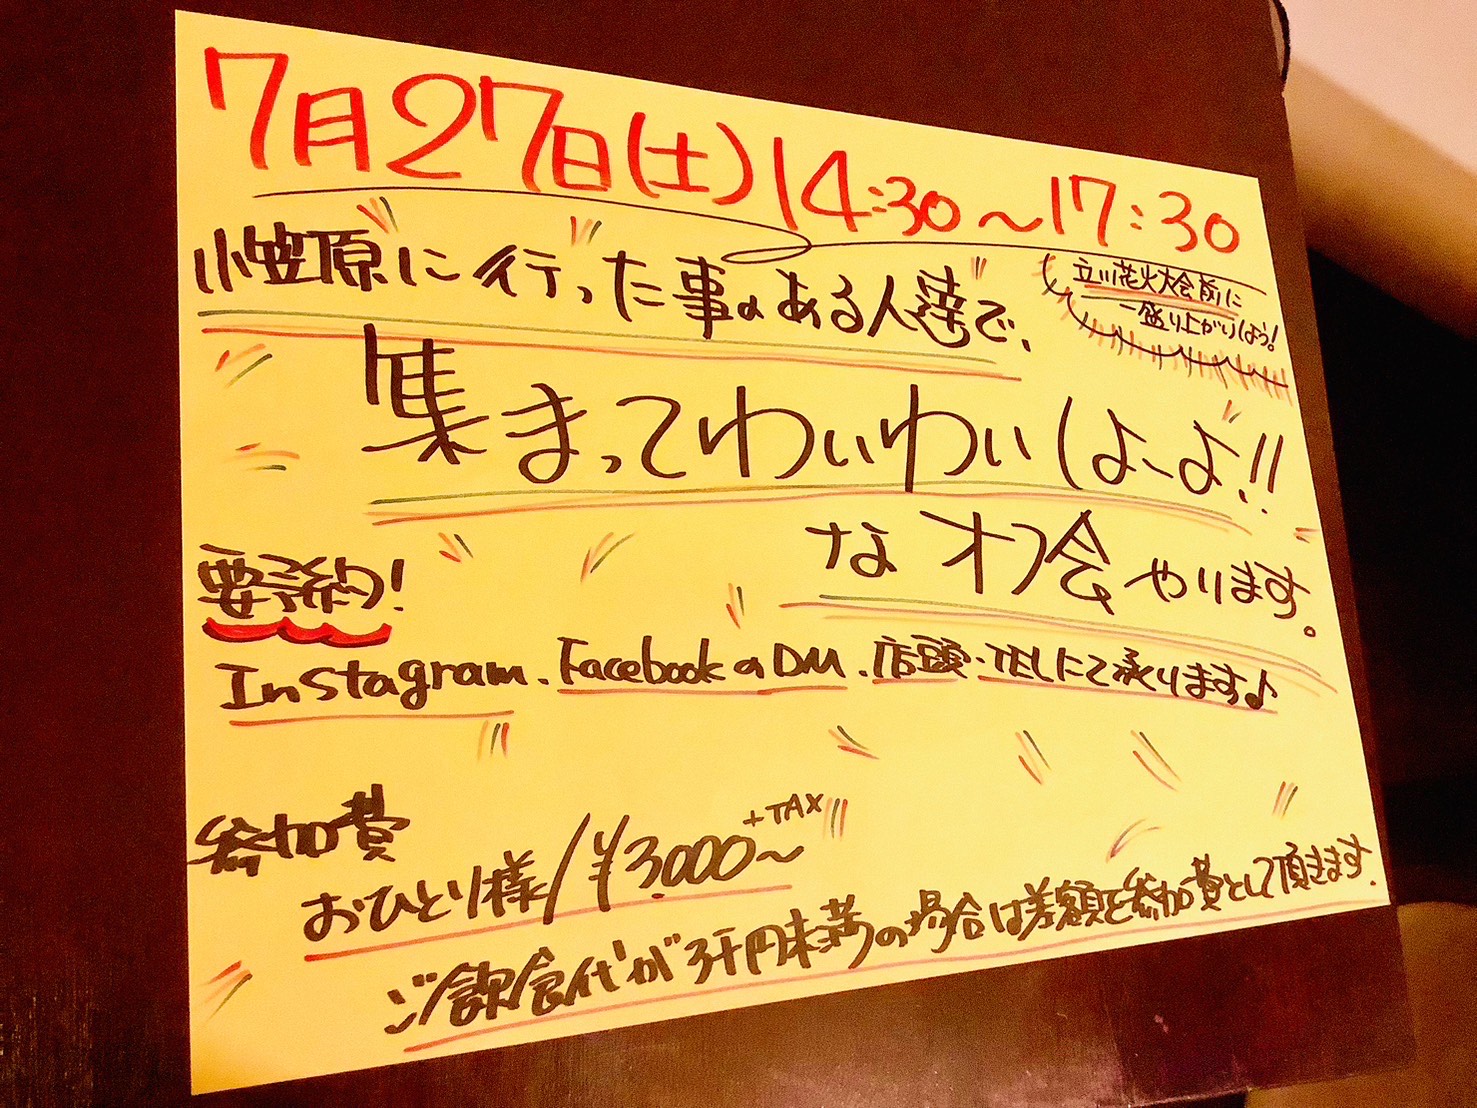 7月27日(土)14:30〜17:30
小笠原に行った事のある人達で、
立川花火大会前に
一盛り上がりしよう!
集まってわいわいしよーよ!!
なオフ会やります。
要予約!
Instagram、FacebookのDM、店頭・TELにて承ります♪
参加費
おひとり様/¥3,000〜+TAX
ご飲食代が3千円未満の場合は差額を参加費として頂きます.